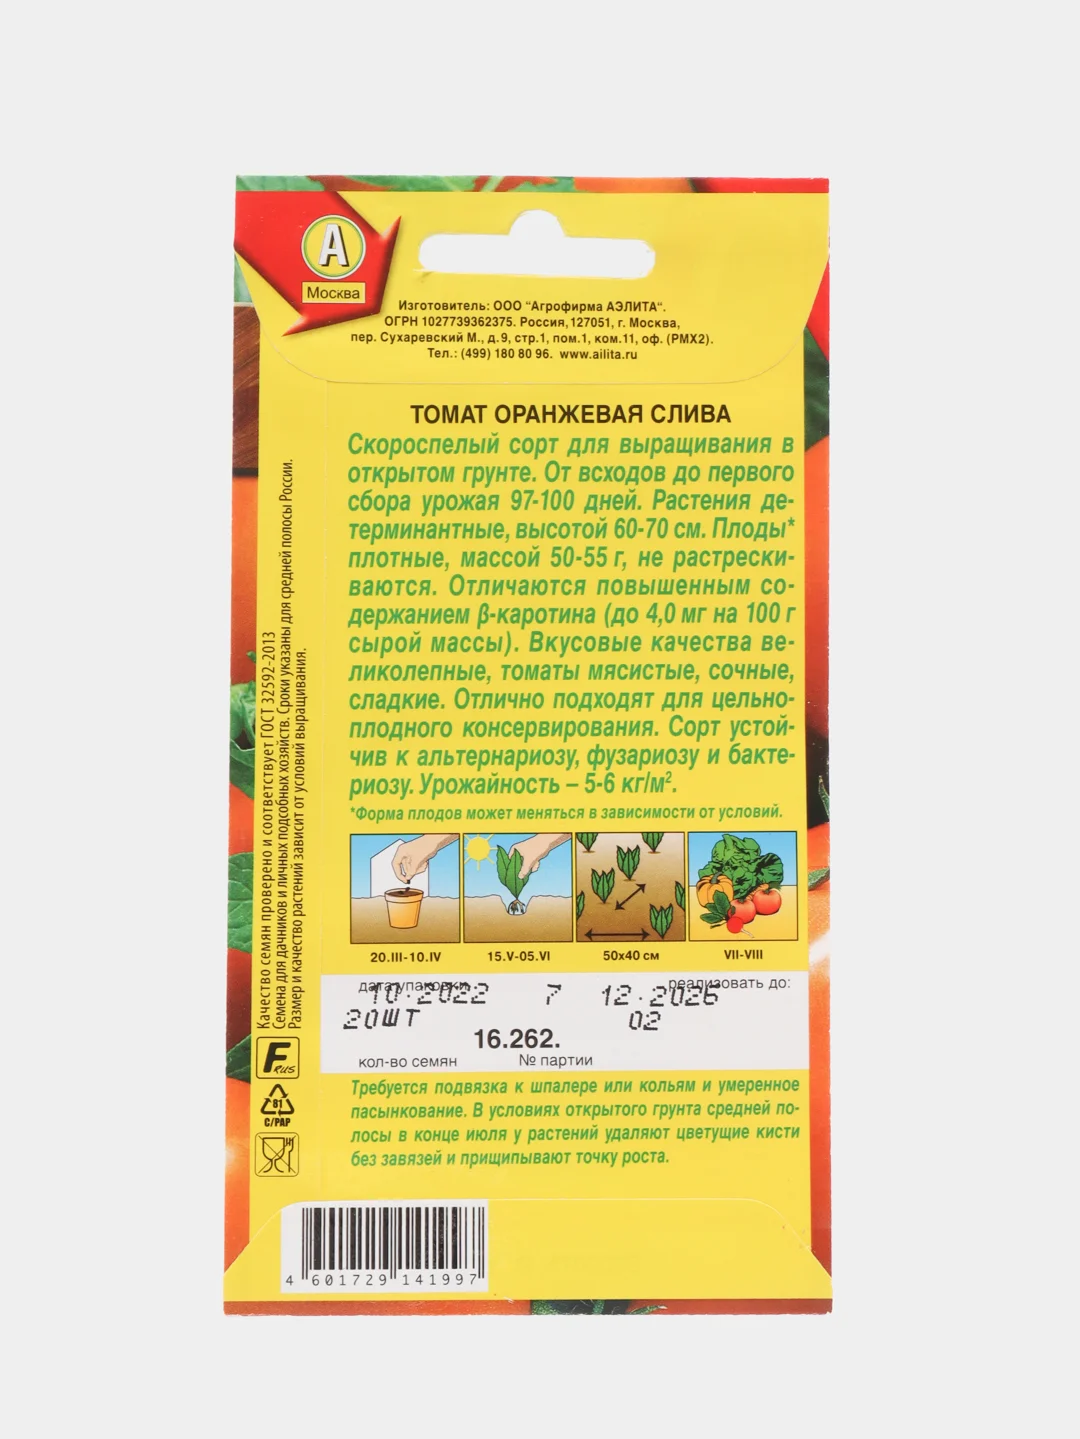 А
Москва
Изготовитель: ООО "Агрофирма АЭЛИТА".
ОГРН 1027739362375. Россия,127051, г. Москва,
пер. Сухаревский М., д.9, стр.1, пом.1, ком.11, оф. (РМХ2).
Тел.: (499) 180 80 96. www.ailita.ru
ТОМАТ ОРАНЖЕВАЯ СЛИВА
Скороспелый сорт для выращивания в
открытом грунте. От всходов до первого
сбора урожая 97-100 дней. Растения де-
терминантные, высотой 60-70 см. Плоды*
плотные, массой 50-55 г, не растрески-
ваются. Отличаются повышенным со-
держанием β-каротина (до 4,0 мг на 100 г
сырой массы). Вкусовые качества ве-
ликолепные, томаты мясистые, сочные,
сладкие. Отлично подходят для цельно-
плодного консервирования. Сорт устой-
чив к альтернариозу, фузариозу и бакте-
риозу. Урожайность – 5-6 кг/м².
*Форма плодов может меняться в зависимости от условий.
20.III-10.IV 15.V-05.VI 50х40 см VII-VIII
дата упаковки реализовать до:
10·2022 7 12·2026
20ШТ 02
16.262.
кол-во семян № партии
Требуется подвязка к шпалере или кольям и умеренное
пасынкование. В условиях открытого грунта средней по-
лосы в конце июля у растений удаляют цветущие кисти
без завязей и прищипывают точку роста.
Качество семян проверено и соответствует ГОСТ 32592-2013
Семена для дачников и личных подсобных хозяйств. Сроки указаны для средней полосы России.
Размер и качество растений зависит от условий выращивания.
F RUS
81
C/PAP
4 601729 141997